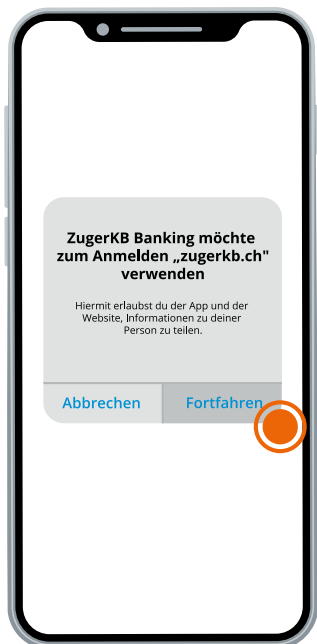 ZugerKB Banking möchte
zum Anmelden „zugerkb.ch"
verwenden
Hiermit erlaubst du der App und der
Website, Informationen zu deiner
Person zu teilen.
Abbrechen Fortfahren